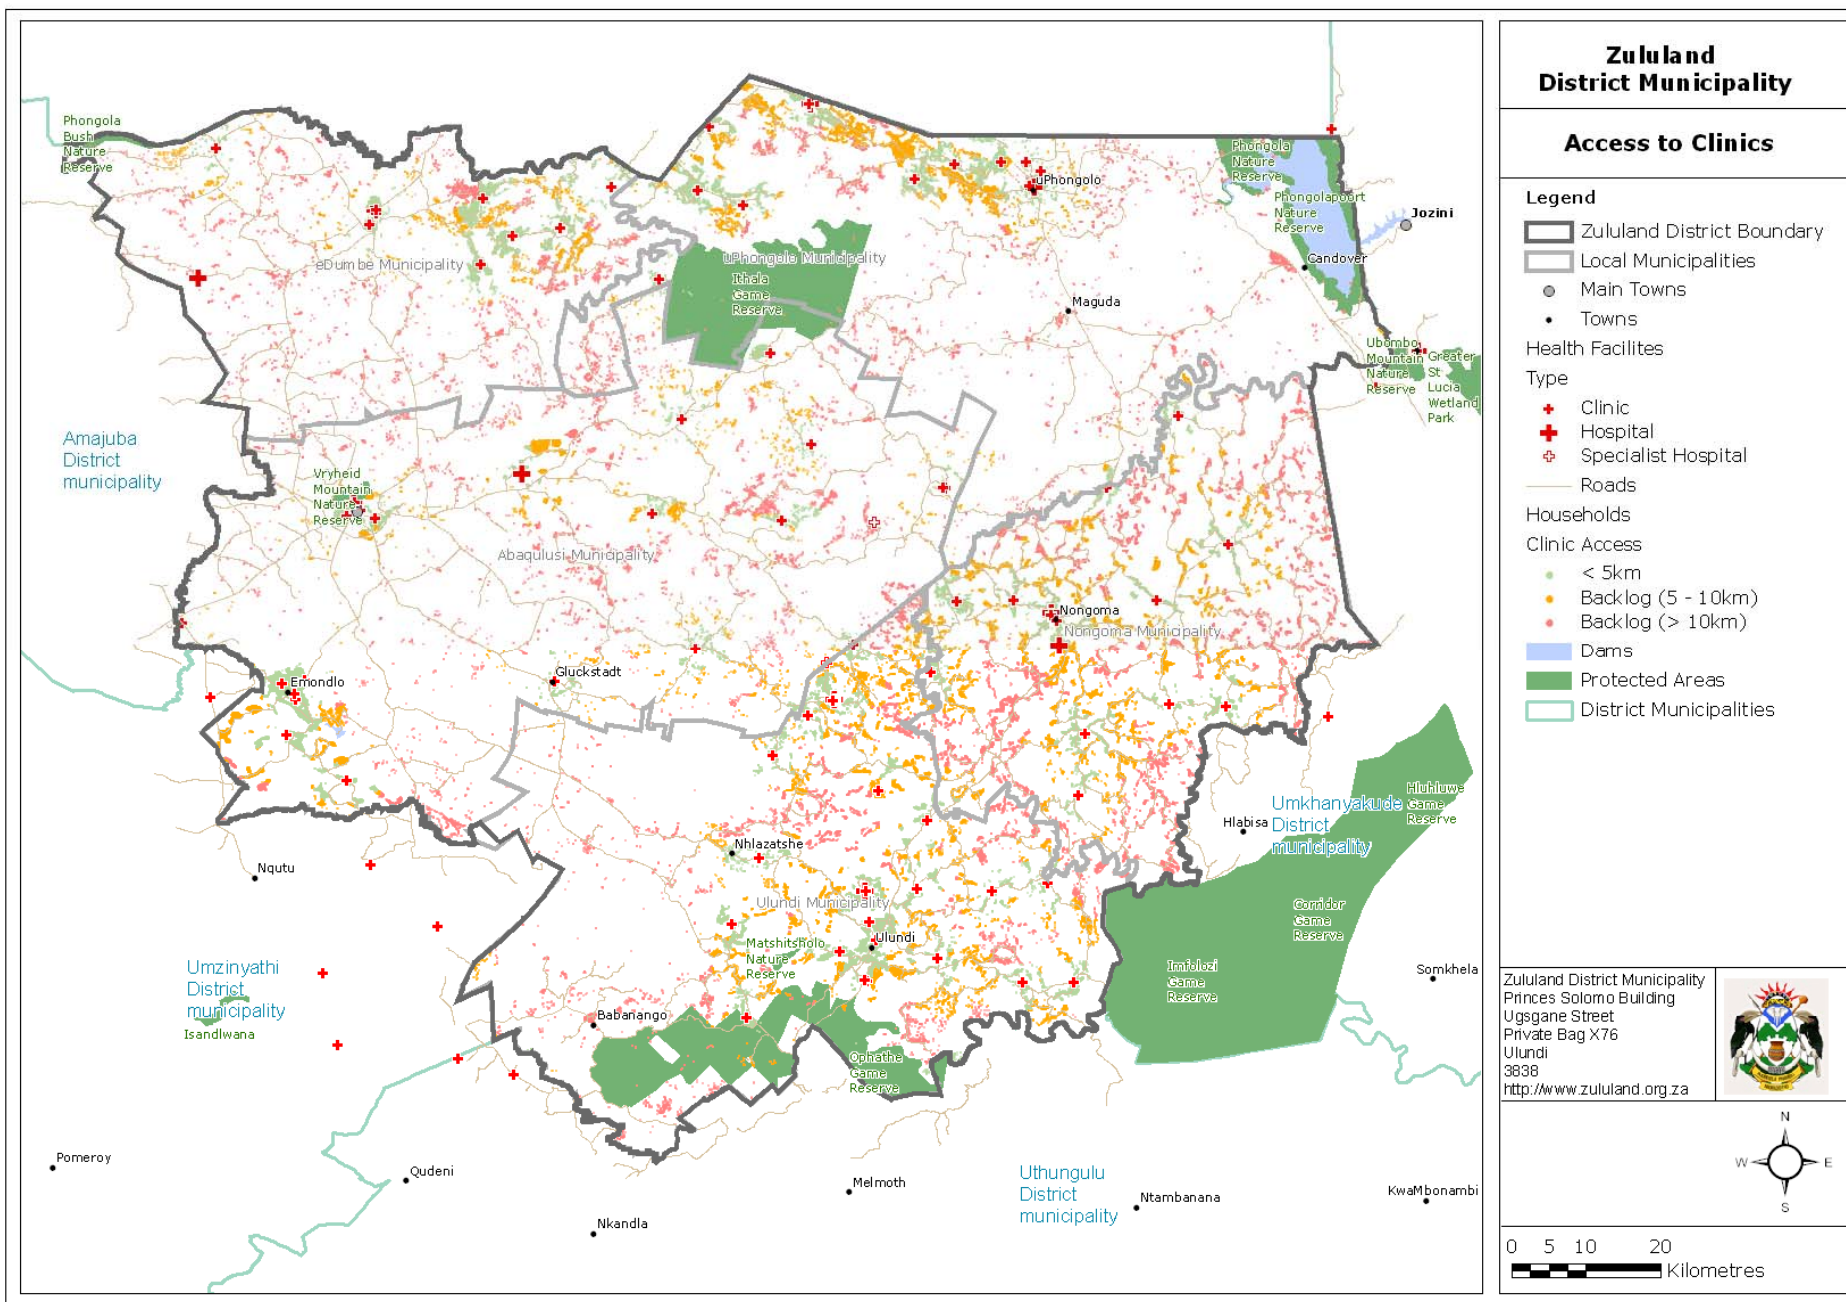 Zululand
District Municipality
Access to Clinics
Legend
Zululand District Boundary
Local Municipalities
Main Towns
Towns
Health Facilites
Type
Clinic
Hospital
Specialist Hospital
Roads
Households
Clinic Access
< 5km
Backlog (5 - 10km)
Backlog (> 10km)
Dams
Protected Areas
District Municipalities
Zululand District Municipality
Princes Solomo Building
Ugsgane Street
Private Bag X76
Ulundi
3838
http://www.zululand.org.za
N
W
E
S
0 5 10 20
Kilometres
Phongola
Bush
Nature
Reserve
uPhongolo
Phongola
Nature
Reserve
Phongolapoort
Nature
Reserve
Jozini
eDumbe Municipality
uPhongolo Municipality
Ithala
Game
Reserve
Candover
Maguda
Ubombo
Mountain
Nature
Reserve
Greater
St
Lucia
Wetland
Park
Amajuba
District
municipality
Vryheid
Mountain
Nature
Reserve
Abaqulusi Municipality
Nongoma
Nongoma Municipality
Emondlo
Gluckstadt
Hluhluwe
Game
Reserve
Umkhanyakude
District
municipality
Hlabisa
Nqutu
Nhlazatshe
Ulundi Municipality
Corridor
Game
Reserve
Matshitsholo
Nature
Reserve
Ulundi
Umzinyathi
District
municipality
Isandlwana
Imfolozi
Game
Reserve
Somkhela
Babanango
Ophathe
Game
Reserve
Pomeroy
Qudeni
Melmoth
Uthungulu
District
municipality
Ntambanana
KwaMbonambi
Nkandla